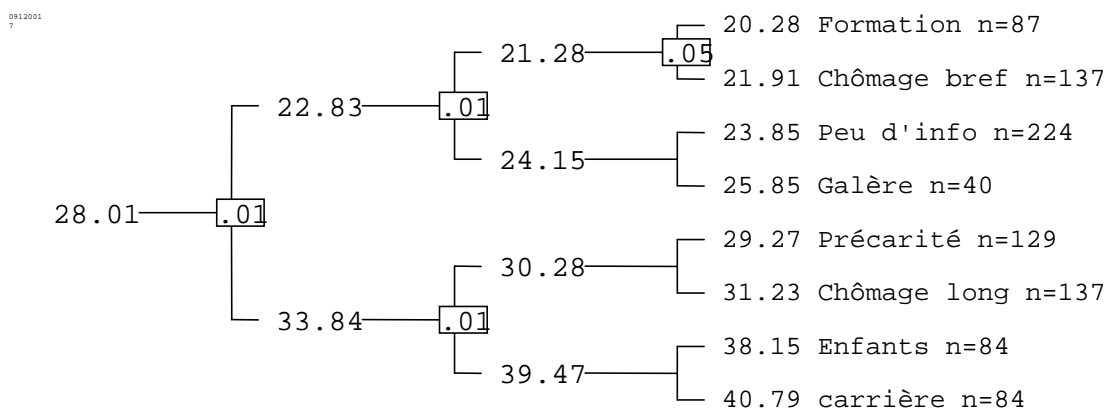 0912001
7
20.28 Formation n=87
21.28
.05
21.91 Chômage bref n=137
22.83
.01
23.85 Peu d'info n=224
24.15
25.85 Galère n=40
28.01
.01
29.27 Précarité n=129
30.28
31.23 Chômage long n=137
33.84
.01
38.15 Enfants n=84
39.47
40.79 carrière n=84